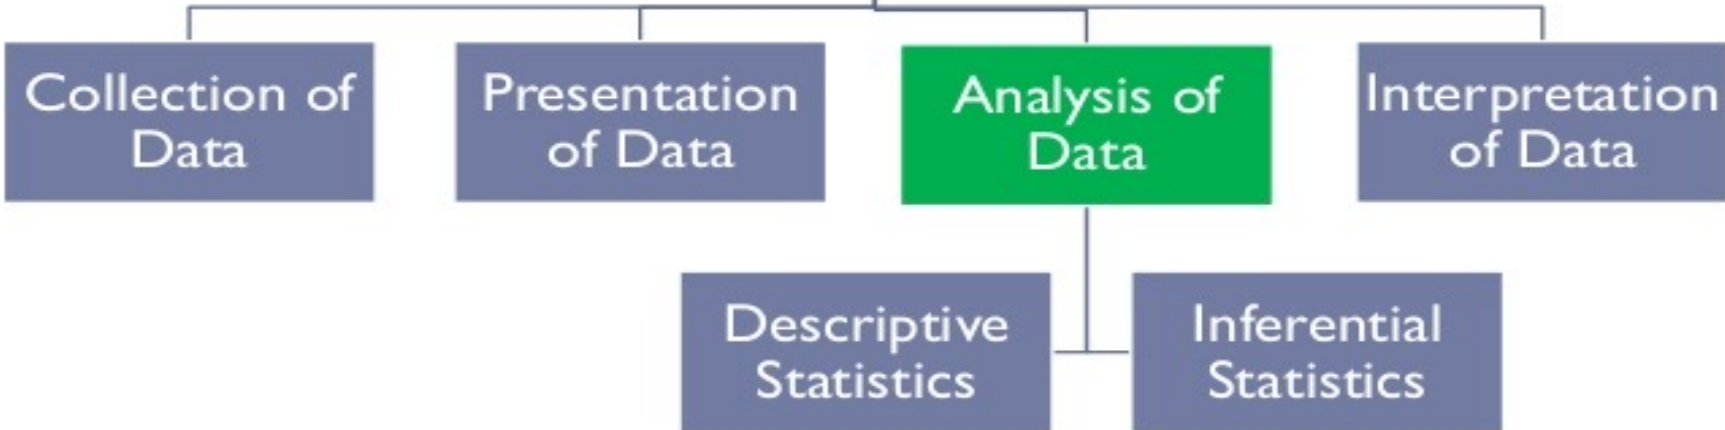 Collection of
Data
Presentation
of Data
Analysis of
Data
Interpretation
of Data
Descriptive
Statistics
Inferential
Statistics